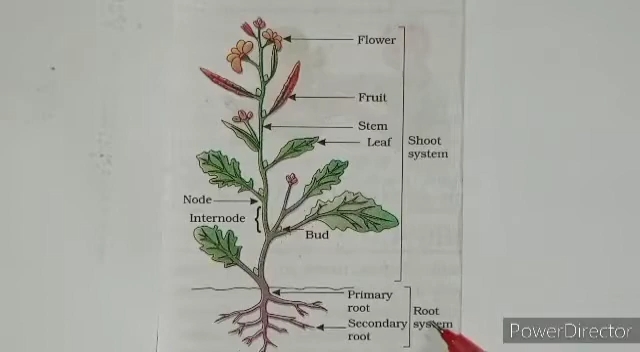 Flower
Fruit
Stem
Leaf
Shoot
system
Node
Internode
Bud
Primary
root
Secondary
root
Root
system
PowerDirector